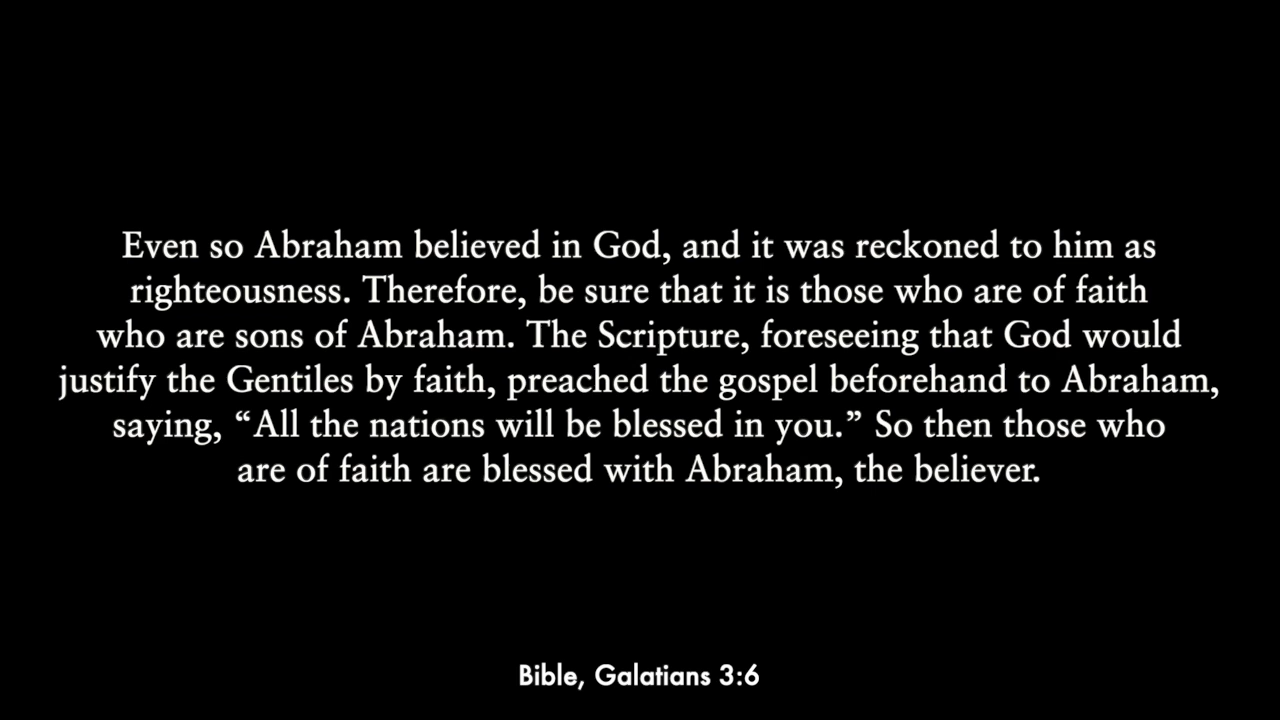 Even so Abraham believed in God, and it was reckoned to him as
righteousness. Therefore, be sure that it is those who are of faith
who are sons of Abraham. The Scripture, foreseeing that God would
justify the Gentiles by faith, preached the gospel beforehand to Abraham,
saying, “All the nations will be blessed in you.” So then those who
are of faith are blessed with Abraham, the believer.
Bible, Galatians 3:6